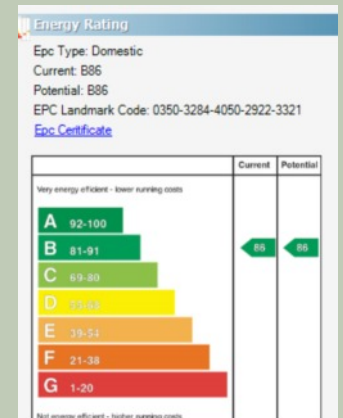 Energy Rating
Epc Type: Domestic
Current: B86
Potential: B86
EPC Landmark Code: 0350-3284-4050-2922-3321
Epc Certificate
Current Potential
Very energy efficient - lower running costs
A 92-100
B 81-91 86 86
C 69-80
D 55-68
E 39-54
F 21-38
G 1-20
Not energy efficient - higher running costs